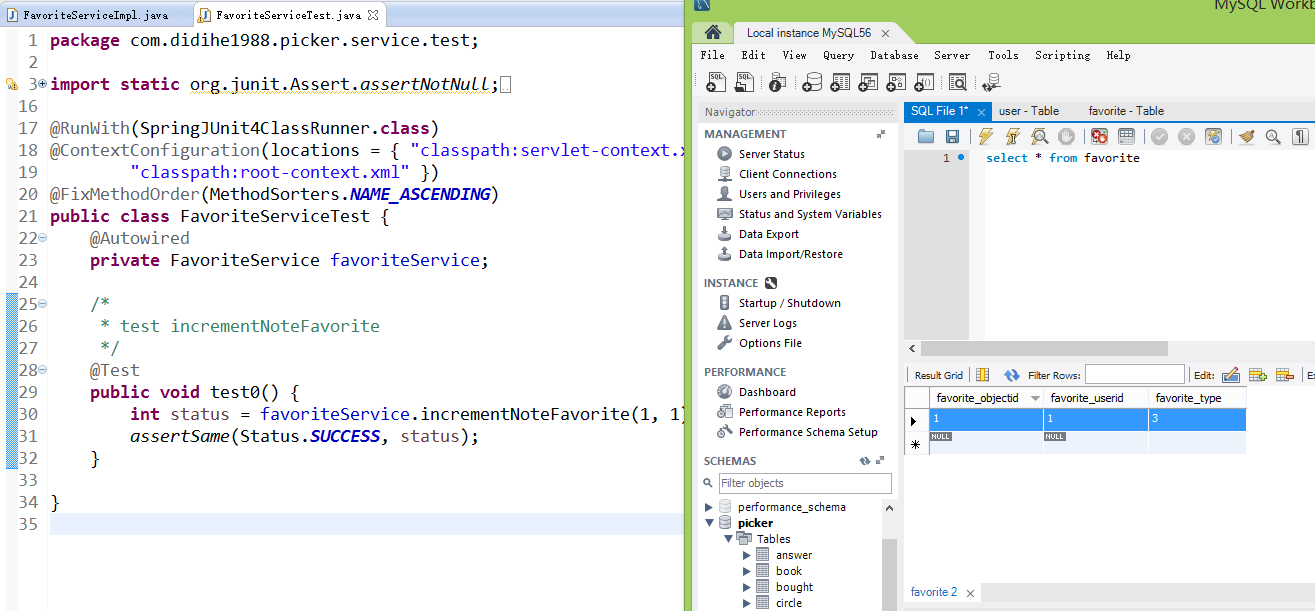 FavoriteServiceImpl.java
FavoriteServiceTest.java
1 package com.didihe1988.picker.service.test;
2
3 import static org.junit.Assert.assertNotNull;
16
17 @RunWith(SpringJUnit4ClassRunner.class)
18 @ContextConfiguration(locations = { "classpath:servlet-context.x
19 "classpath:root-context.xml" })
20 @FixMethodOrder(MethodSorters.NAME_ASCENDING)
21 public class FavoriteServiceTest {
22 @Autowired
23 private FavoriteService favoriteService;
24
25 /*
26 * test incrementNoteFavorite
27 */
28 @Test
29 public void test0() {
30 int status = favoriteService.incrementNoteFavorite(1, 1)
31 assertSame(Status.SUCCESS, status);
32 }
33
34 }
35
MySQL Workb
Local instance MySQL56
File Edit View Query Database Server Tools Scripting Help
Navigator
MANAGEMENT
Server Status
Client Connections
Users and Privileges
Status and System Variables
Data Export
Data Import/Restore
INSTANCE
Startup / Shutdown
Server Logs
Options File
PERFORMANCE
Dashboard
Performance Reports
Performance Schema Setup
SCHEMAS
Filter objects
performance_schema
picker
Tables
answer
book
bought
circle
SQL File 1* user - Table favorite - Table
1 select * from favorite
Result Grid Filter Rows: Edit: Ex
favorite_objectid favorite_userid favorite_type
1 1 3
NULL NULL
favorite 2